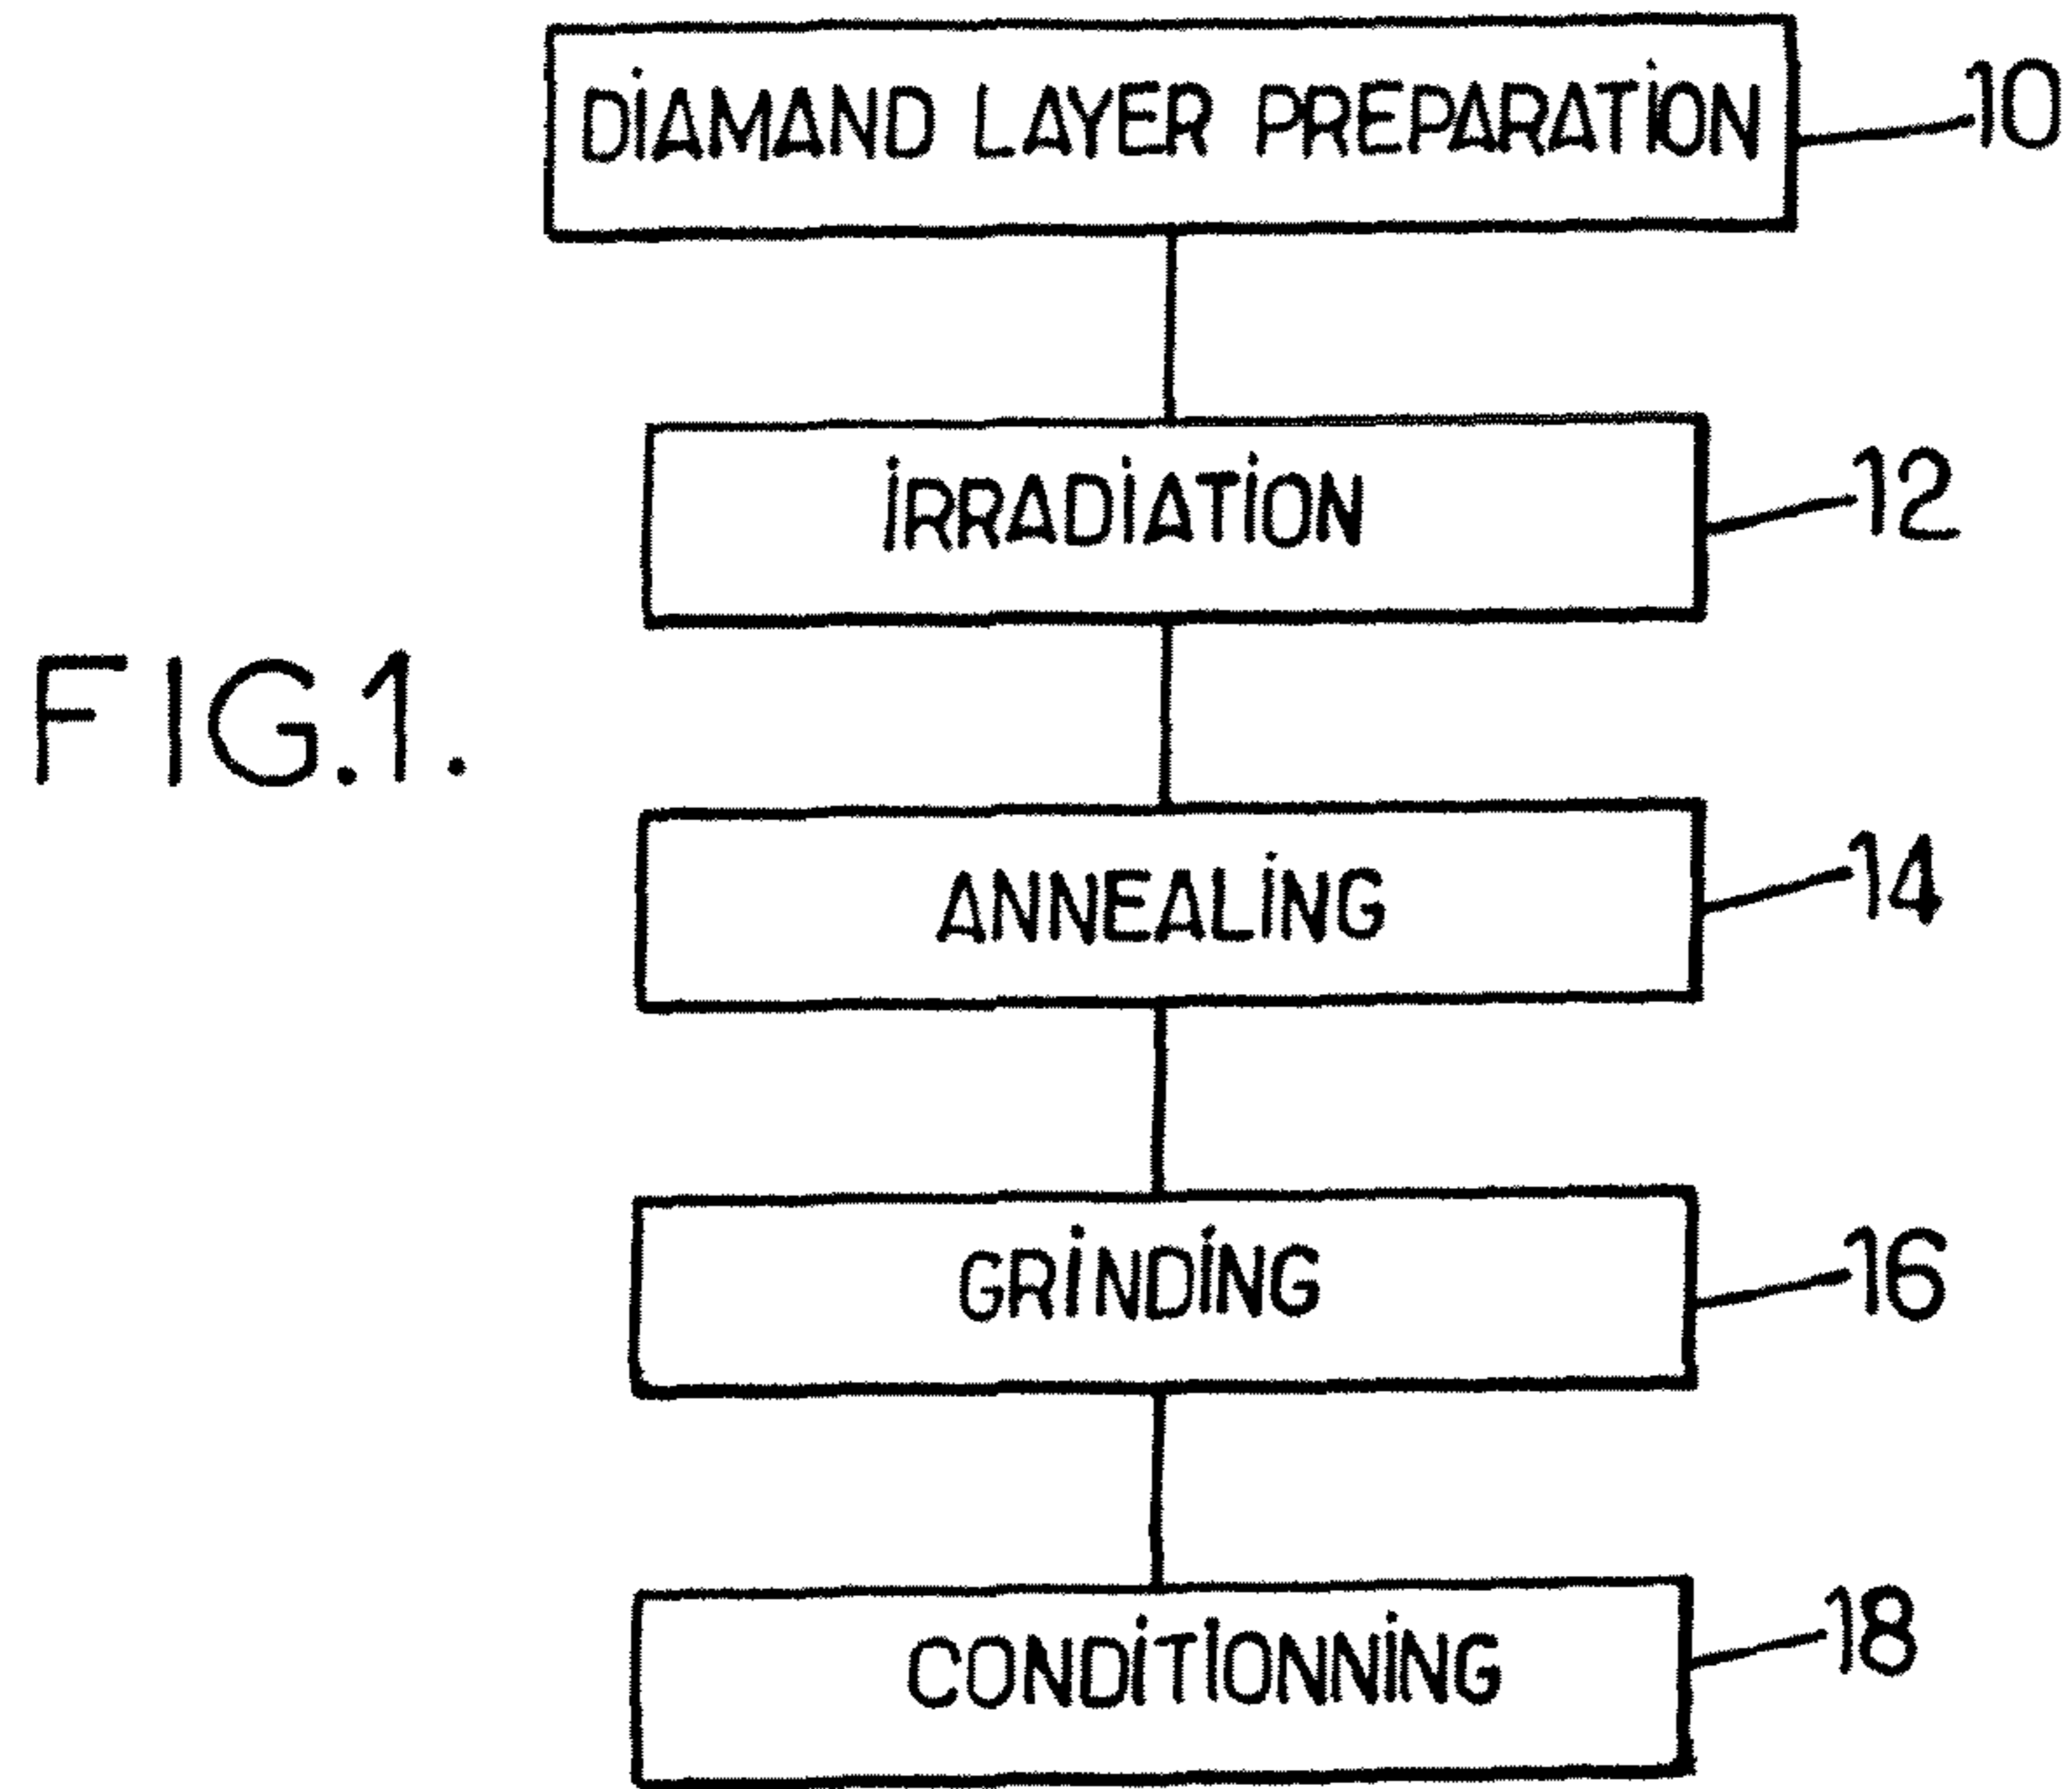 DiAMAND LAYER PREPARATiON
10
iRRADiATiON
12
FIG.1.
ANNEALiNG
14
GRiNDiNG
16
CONDiTiONNiNG
18